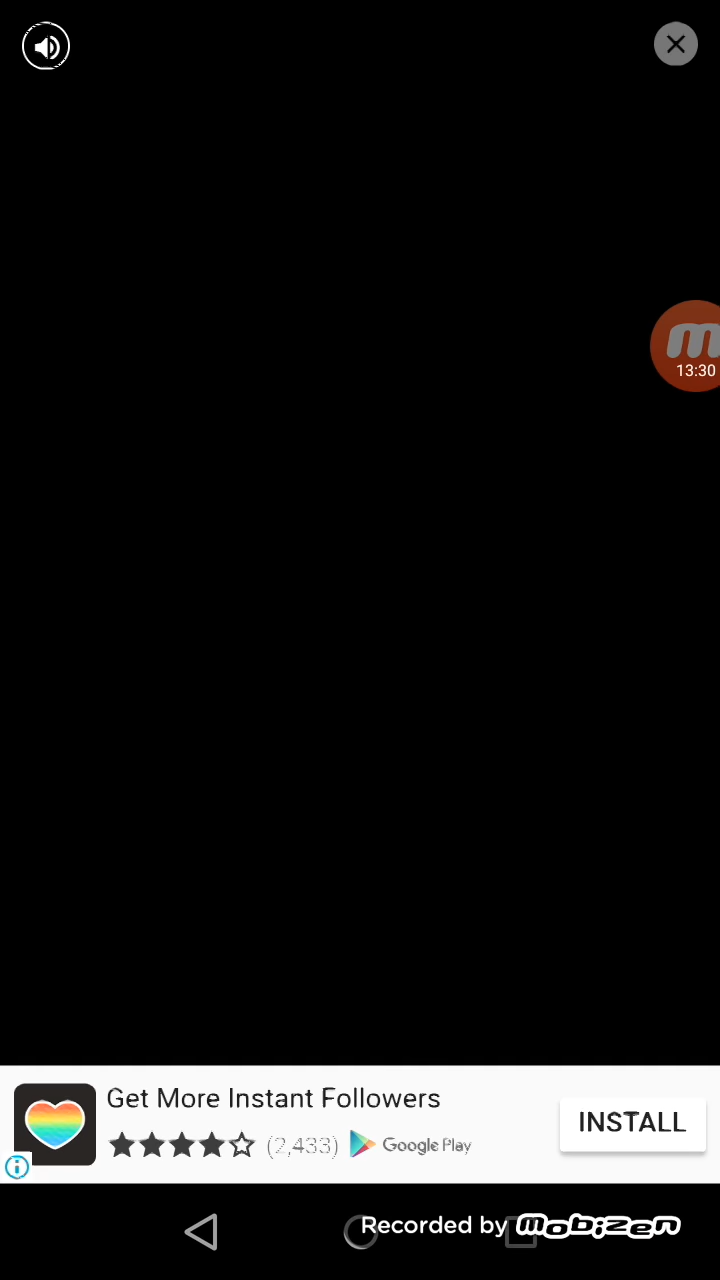 13:30
Get More Instant Followers
(2,433) Google Play
INSTALL
Recorded by mobizen